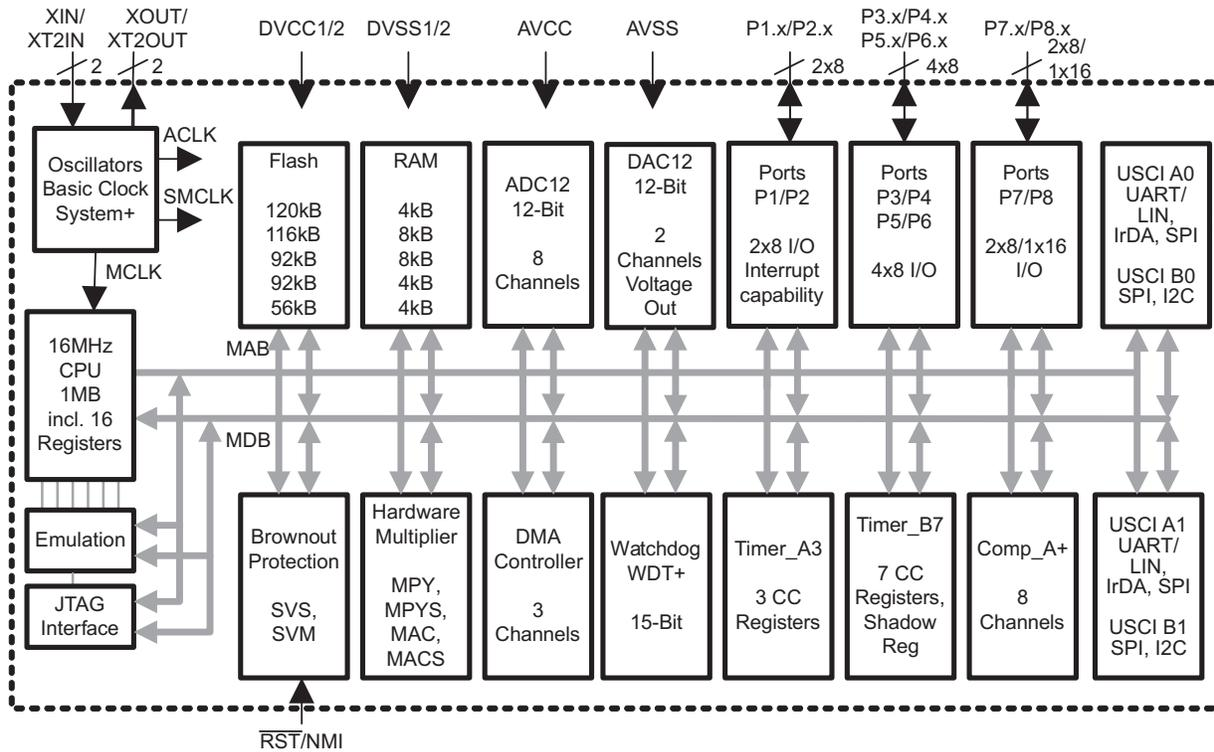 XIN/
XT2IN
XOUT/
XT2OUT
DVCC1/2
DVSS1/2
AVCC
AVSS
P1.x/P2.x
P3.x/P4.x
P5.x/P6.x
P7.x/P8.x
2
2
2x8
4x8
2x8/
1x16
Oscillators
Basic Clock
System+
ACLK
SMCLK
MCLK
Flash
120kB
116kB
92kB
92kB
56kB
RAM
4kB
8kB
8kB
4kB
4kB
ADC12
12-Bit
8
Channels
DAC12
12-Bit
2
Channels
Voltage
Out
Ports
P1/P2
2x8 I/O
Interrupt
capability
Ports
P3/P4
P5/P6
4x8 I/O
Ports
P7/P8
2x8/1x16
I/O
USCI A0
UART/
LIN,
IrDA, SPI
USCI B0
SPI, I2C
16MHz
CPU
1MB
incl. 16
Registers
MAB
MDB
Emulation
JTAG
Interface
Brownout
Protection
SVS,
SVM
Hardware
Multiplier
MPY,
MPYS,
MAC,
MACS
DMA
Controller
3
Channels
Watchdog
WDT+
15-Bit
Timer_A3
3 CC
Registers
Timer_B7
7 CC
Registers,
Shadow
Reg
Comp_A+
8
Channels
USCI A1
UART/
LIN,
IrDA, SPI
USCI B1
SPI, I2C
RST/NMI